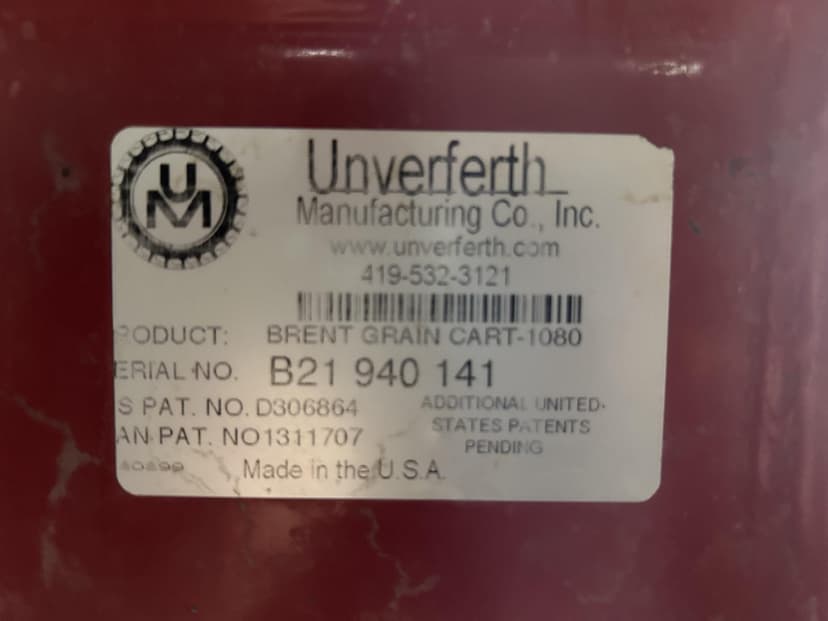 UM
Unverferth
Manufacturing Co., Inc.
www.unverferth.com
419-532-3121
RODUCT: BRENT GRAIN CART-1080
ERIAL NO. B21 940 141
S PAT. NO. D306864
AN PAT. NO1311707
ADDITIONAL UNITED
STATES PATENTS
PENDING
Made in the U.S.A.